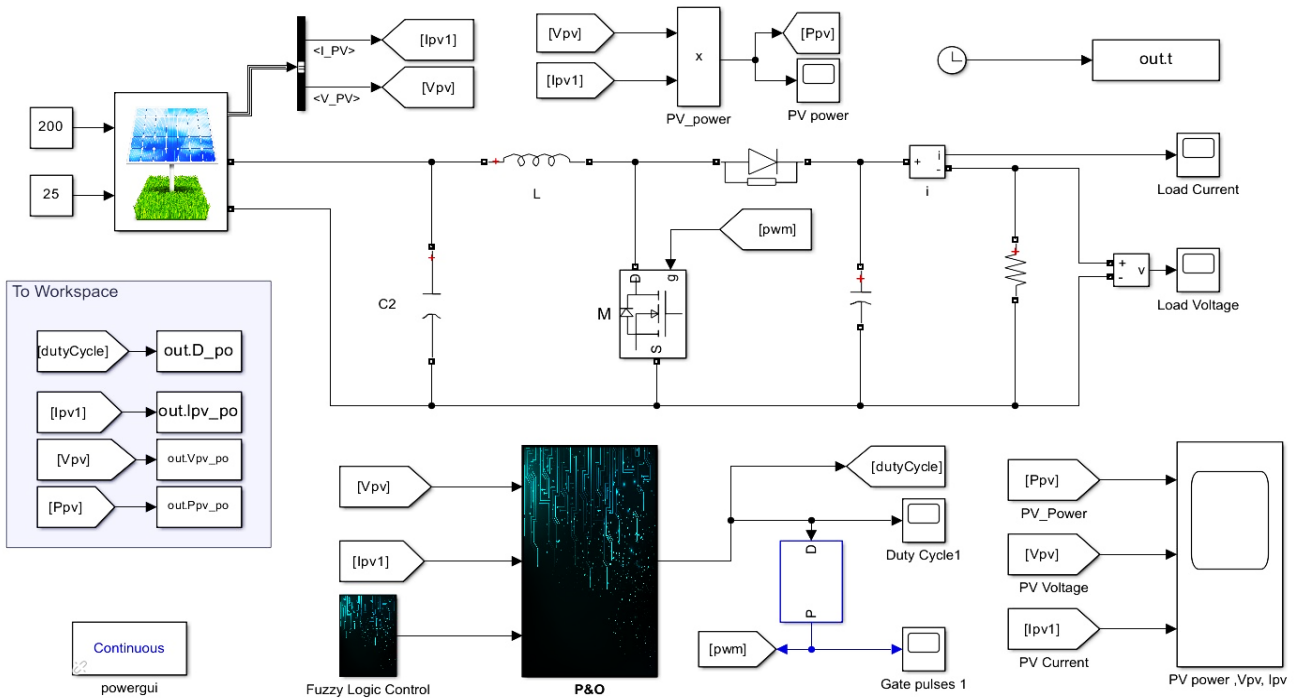 <I_PV>
[Ipv1]
<V_PV>
[Vpv]
200
25
[Vpv]
[Ipv1]
x
PV_power
[Ppv]
PV power
out.t
L
i
+
-
i
Load Current
[pwm]
C2
M
D
g
S
+
-
v
Load Voltage
To Workspace
[dutyCycle]
out.D_po
[Ipv1]
out.Ipv_po
[Vpv]
out.Vpv_po
[Ppv]
out.Ppv_po
Continuous
powergui
[Vpv]
[Ipv1]
Fuzzy Logic Control
P&O
[dutyCycle]
Duty Cycle1
D
P
[pwm]
Gate pulses 1
[Ppv]
PV_Power
[Vpv]
PV Voltage
[Ipv1]
PV Current
PV power ,Vpv, Ipv